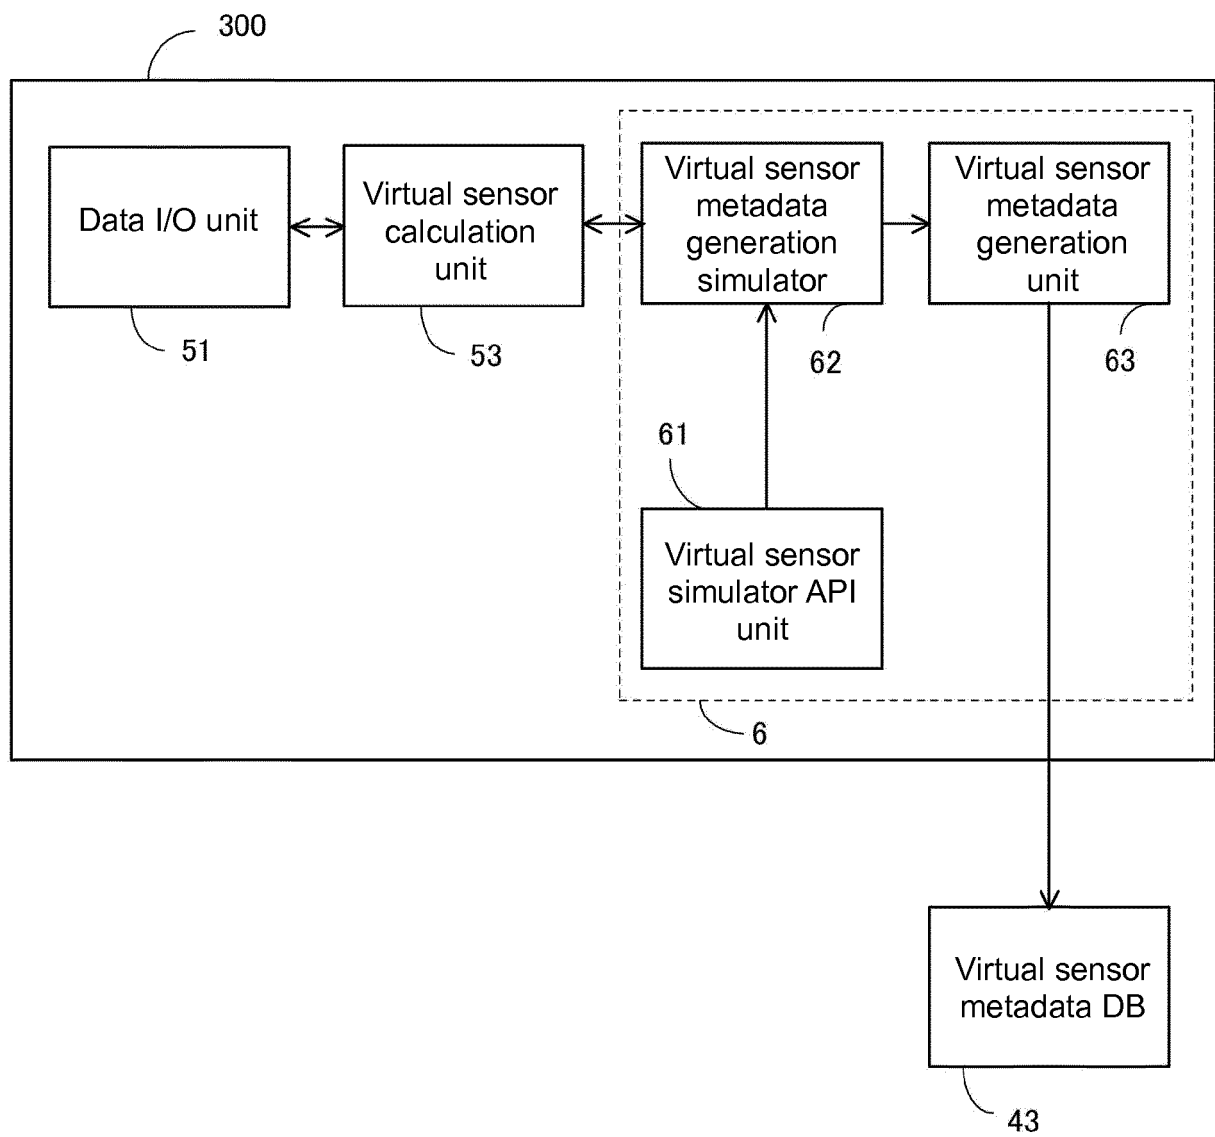 300
Data I/O unit
51
Virtual sensor
calculation
unit
53
Virtual sensor
metadata
generation
simulator
62
Virtual sensor
metadata
generation
unit
63
61
Virtual sensor
simulator API
unit
6
Virtual sensor
metadata DB
43